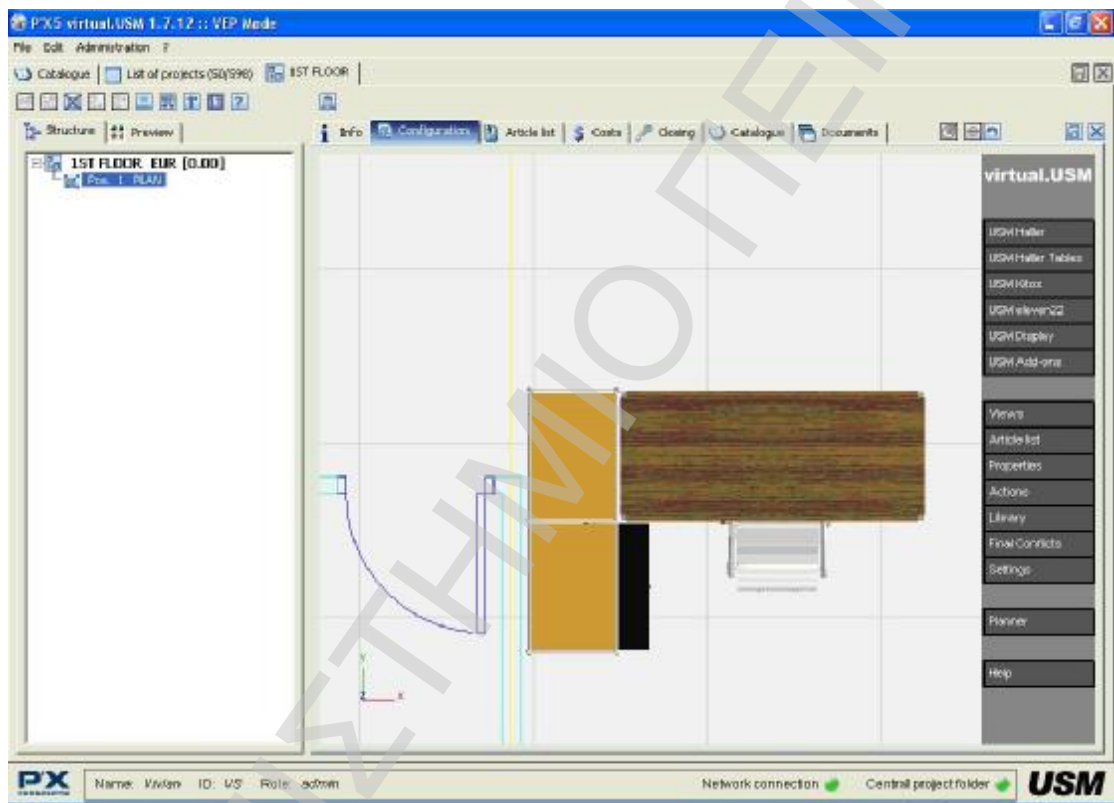 P'X5 virtual.USM 1.7.12 :: VEP Mode
File Edit Administration ?
Catalogue List of projects (50/598) 1ST FLOOR
Structure Preview Info Configuration Article list Costs Closing Catalogue Documents
1ST FLOOR EUR [0.00]
Pos. 1 PLAN
virtual.USM
USM Haller
USM Haller Tables
USM Kitos
USM eleven22
USM Display
USM Add-ons
Views
Article list
Properties
Actions
Library
Final Conflicts
Settings
Planner
Help
Y
Z X
P'X Name: Vivian ID: VS Role: admin Network connection Central project folder USM